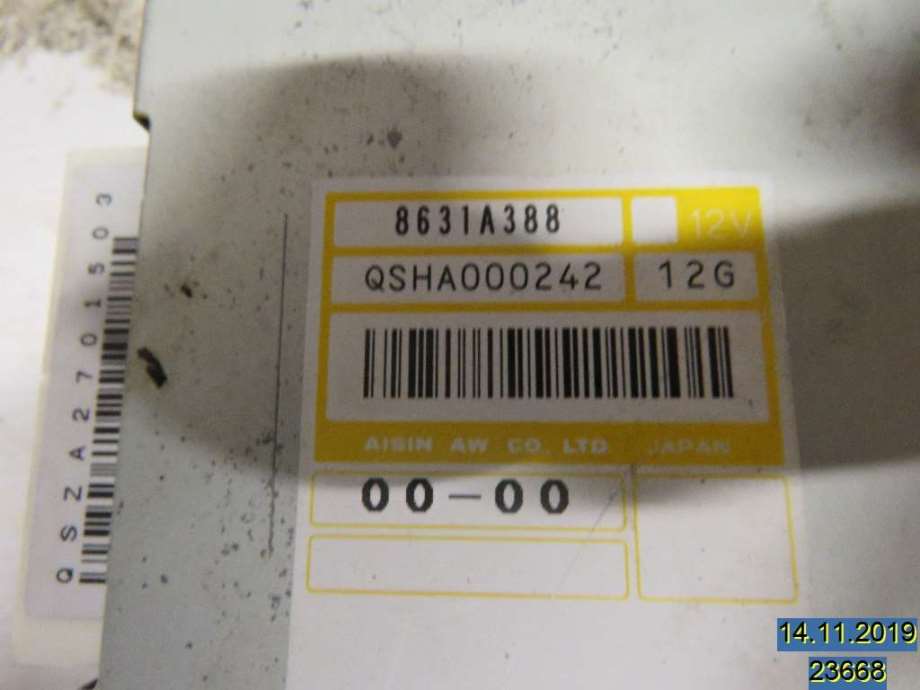 8631A388 12V
QSHA000242 12G
AISIN AW CO., LTD. JAPAN
00-00
QSZA2701503
14.11.2019
23668